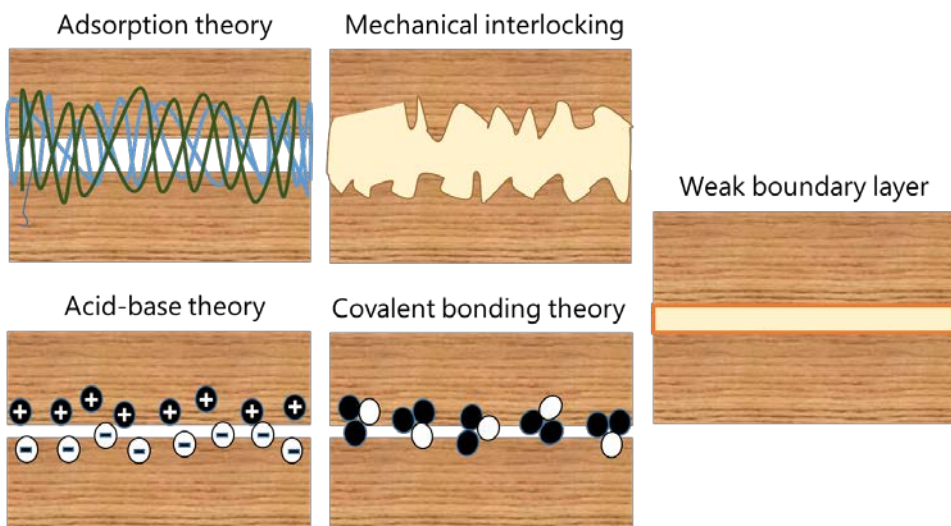 Adsorption theory
Mechanical interlocking
Weak boundary layer
Acid-base theory
Covalent bonding theory
+ + + + + + + +
- - - - - - - -